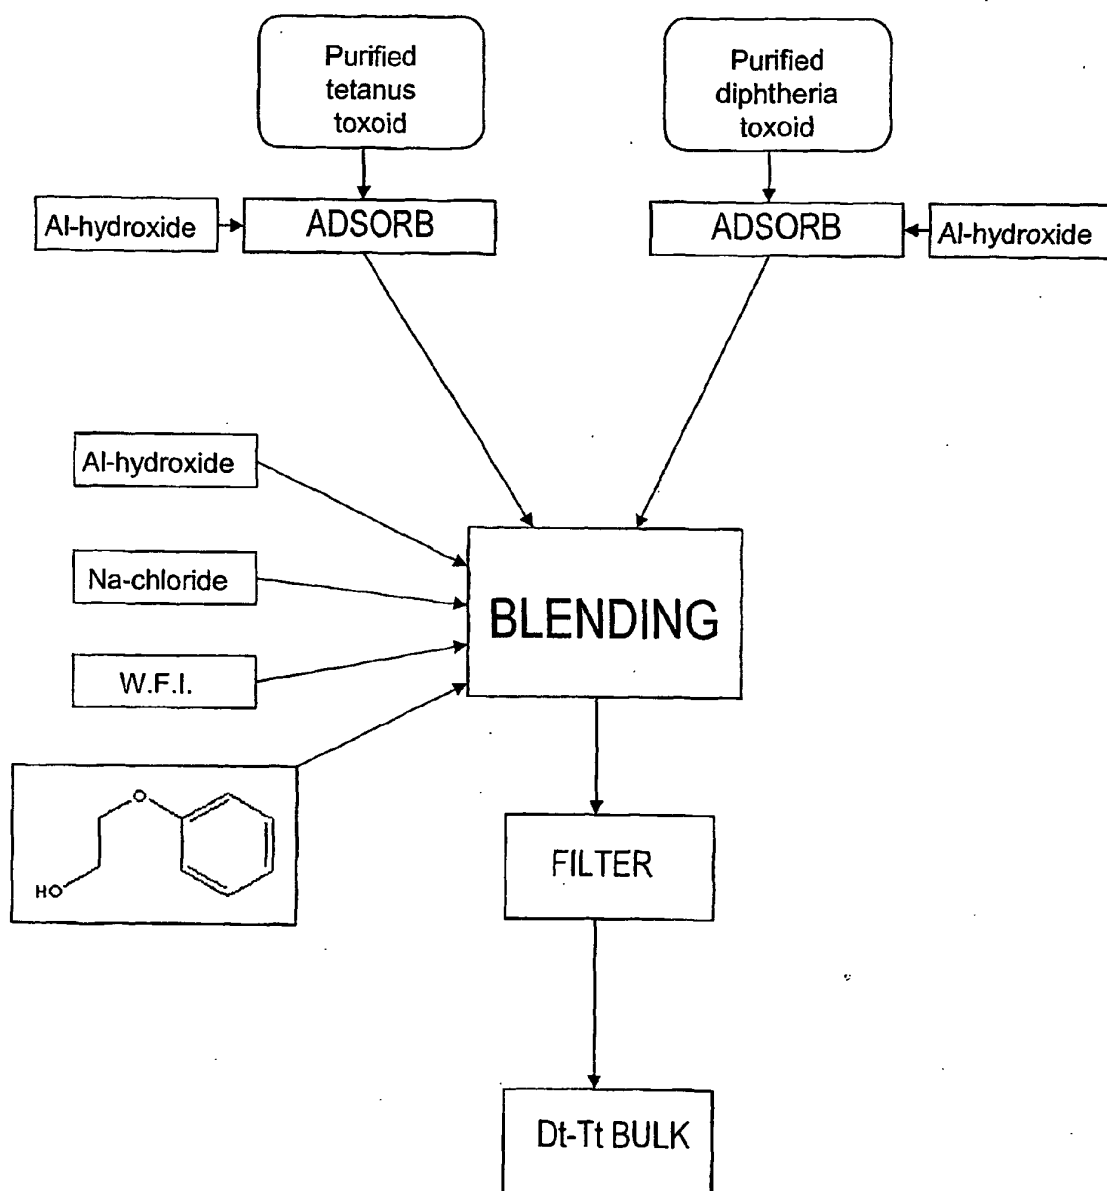 Purified
tetanus
toxoid
Purified
diphtheria
toxoid
Al-hydroxide
ADSORB
ADSORB
Al-hydroxide
Al-hydroxide
Na-chloride
BLENDING
W.F.I.
O
HO
FILTER
Dt-Tt BULK